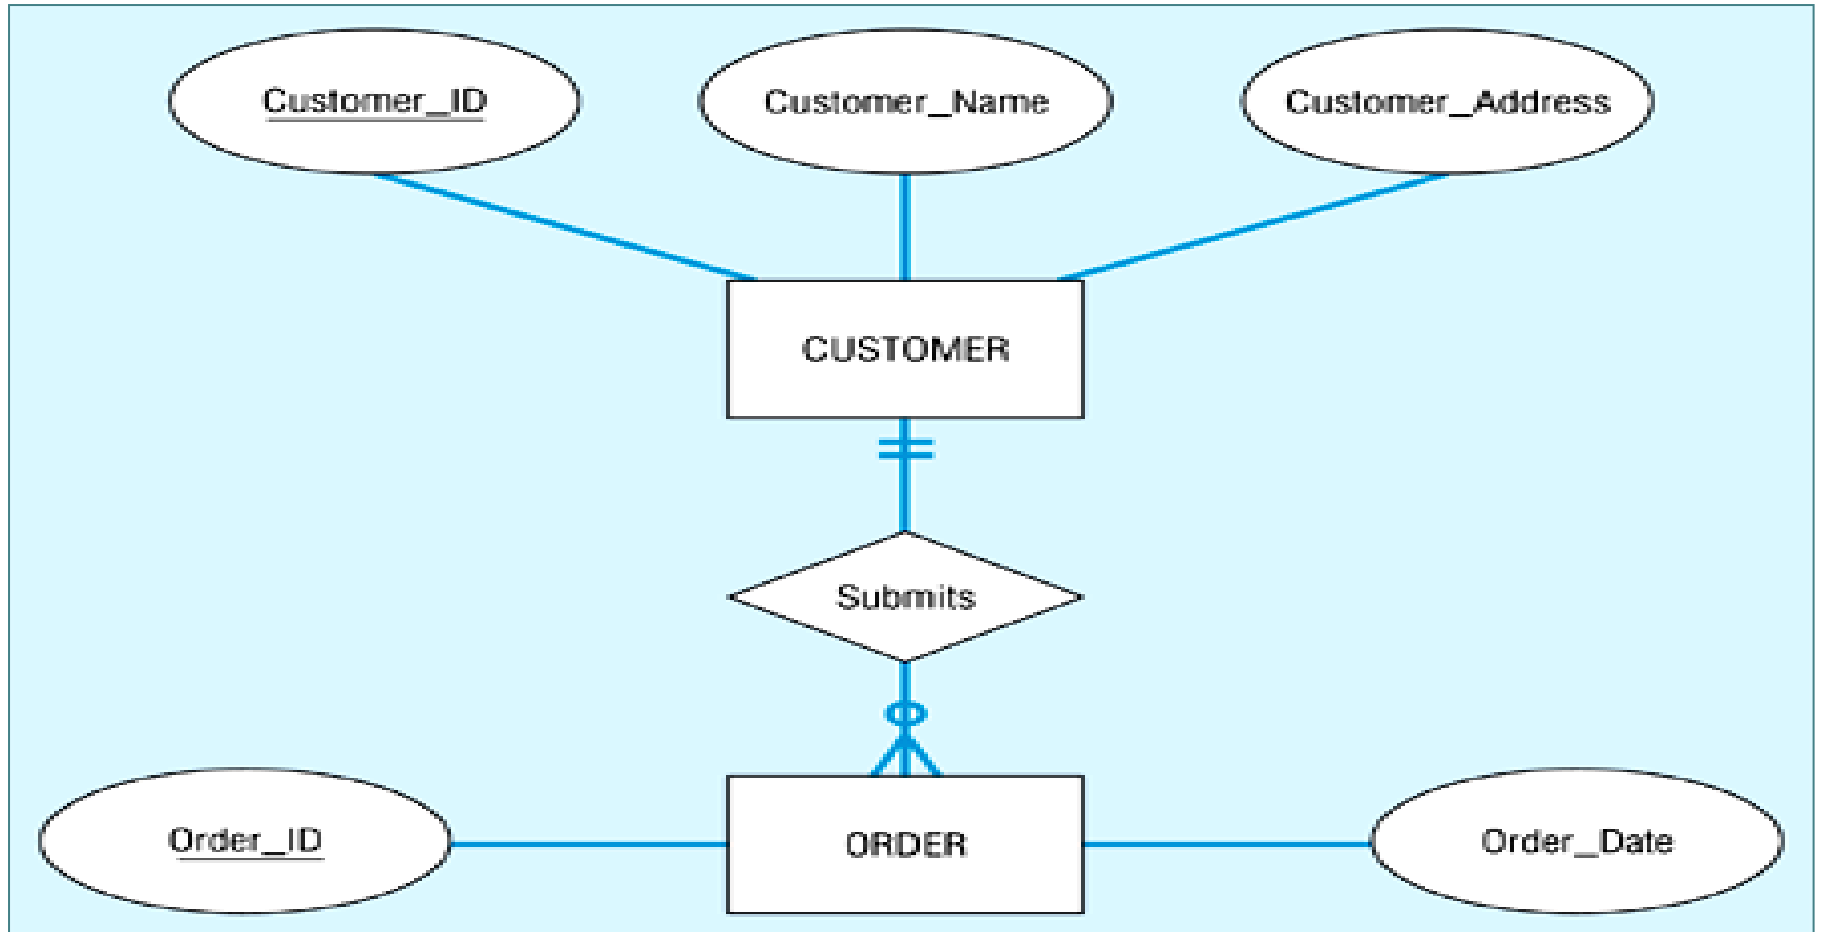 Customer_ID
Customer_Name
Customer_Address
CUSTOMER
Submits
Order_ID
ORDER
Order_Date